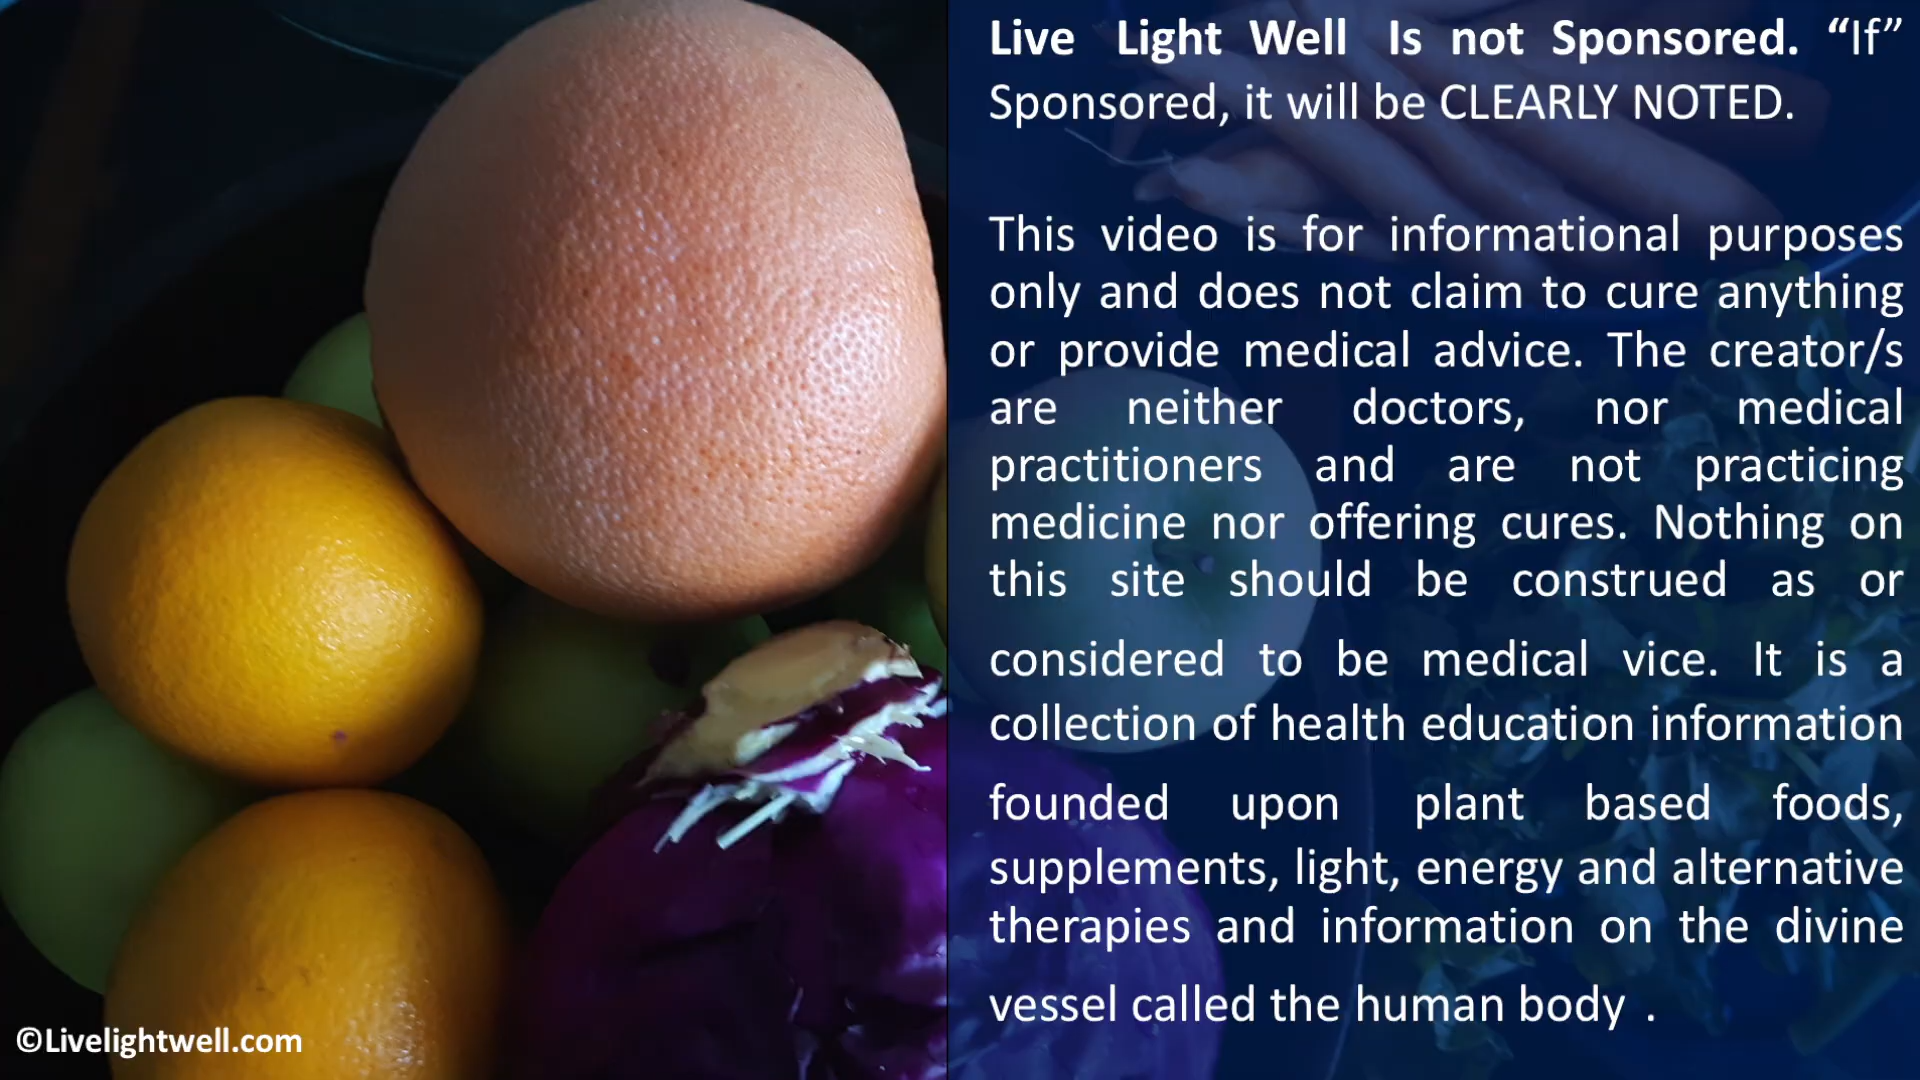 Live Light Well Is not Sponsored. “If”
Sponsored, it will be CLEARLY NOTED.
This video is for informational purposes
only and does not claim to cure anything
or provide medical advice. The creator/s
are neither doctors, nor medical
practitioners and are not practicing
medicine nor offering cures. Nothing on
this site should be construed as or
considered to be medical vice. It is a
collection of health education information
founded upon plant based foods,
supplements, light, energy and alternative
therapies and information on the divine
vessel called the human body .
©Livelightwell.com